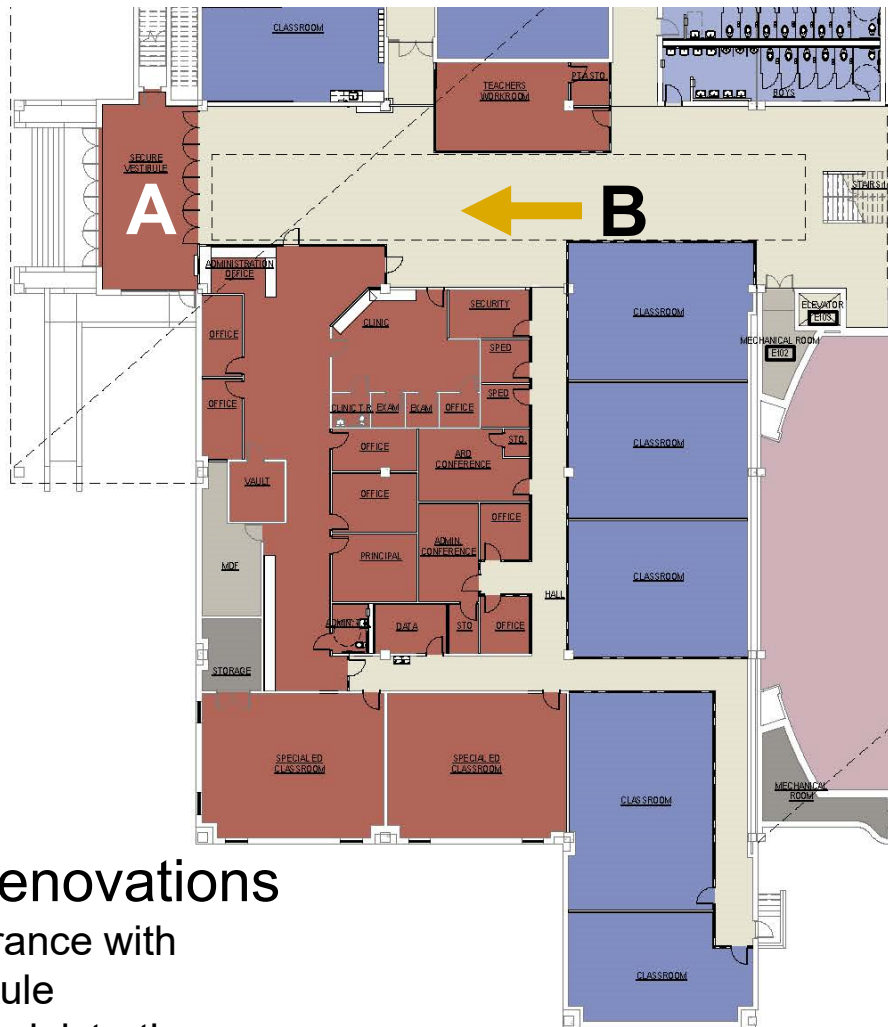 CLASSROOM
TEACHERS
WORKROOM
PTA STO.
BOYS
SECURE
VESTIBULE
A
B
STAIRS 1
ADMINISTRATION
OFFICE
OFFICE
OFFICE
CLINIC
SECURITY
SPED
SPED
CLINIC T.R.
EXAM
EXAM
OFFICE
OFFICE
ARD
CONFERENCE
STO.
VAULT
OFFICE
ADMIN.
CONFERENCE
OFFICE
PRINCIPAL
MDF
HALL
DATA
STO
OFFICE
STORAGE
CLASSROOM
CLASSROOM
CLASSROOM
ELEVATOR
E103
MECHANICAL ROOM
E102
SPECIAL ED
CLASSROOM
SPECIAL ED
CLASSROOM
CLASSROOM
MECHANICAL
ROOM
CLASSROOM
enovations
rance with
ule